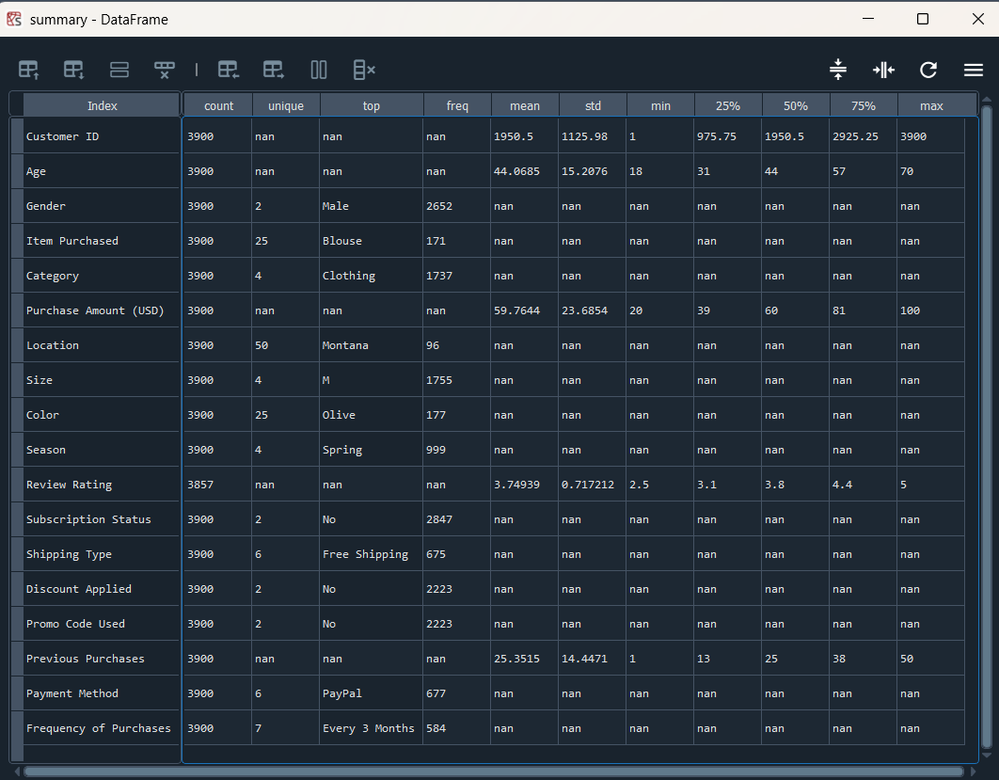 summary - DataFrame
Index count unique top freq mean std min 25% 50% 75% max
Customer ID 3900 nan nan nan 1950.5 1125.98 1 975.75 1950.5 2925.25 3900
Age 3900 nan nan nan 44.0685 15.2076 18 31 44 57 70
Gender 3900 2 Male 2652 nan nan nan nan nan nan nan
Item Purchased 3900 25 Blouse 171 nan nan nan nan nan nan nan
Category 3900 4 Clothing 1737 nan nan nan nan nan nan nan
Purchase Amount (USD) 3900 nan nan nan 59.7644 23.6854 20 39 60 81 100
Location 3900 50 Montana 96 nan nan nan nan nan nan nan
Size 3900 4 M 1755 nan nan nan nan nan nan nan
Color 3900 25 Olive 177 nan nan nan nan nan nan nan
Season 3900 4 Spring 999 nan nan nan nan nan nan nan
Review Rating 3857 nan nan nan 3.74939 0.717212 2.5 3.1 3.8 4.4 5
Subscription Status 3900 2 No 2847 nan nan nan nan nan nan nan
Shipping Type 3900 6 Free Shipping 675 nan nan nan nan nan nan nan
Discount Applied 3900 2 No 2223 nan nan nan nan nan nan nan
Promo Code Used 3900 2 No 2223 nan nan nan nan nan nan nan
Previous Purchases 3900 nan nan nan 25.3515 14.4471 1 13 25 38 50
Payment Method 3900 6 PayPal 677 nan nan nan nan nan nan nan
Frequency of Purchases 3900 7 Every 3 Months 584 nan nan nan nan nan nan nan